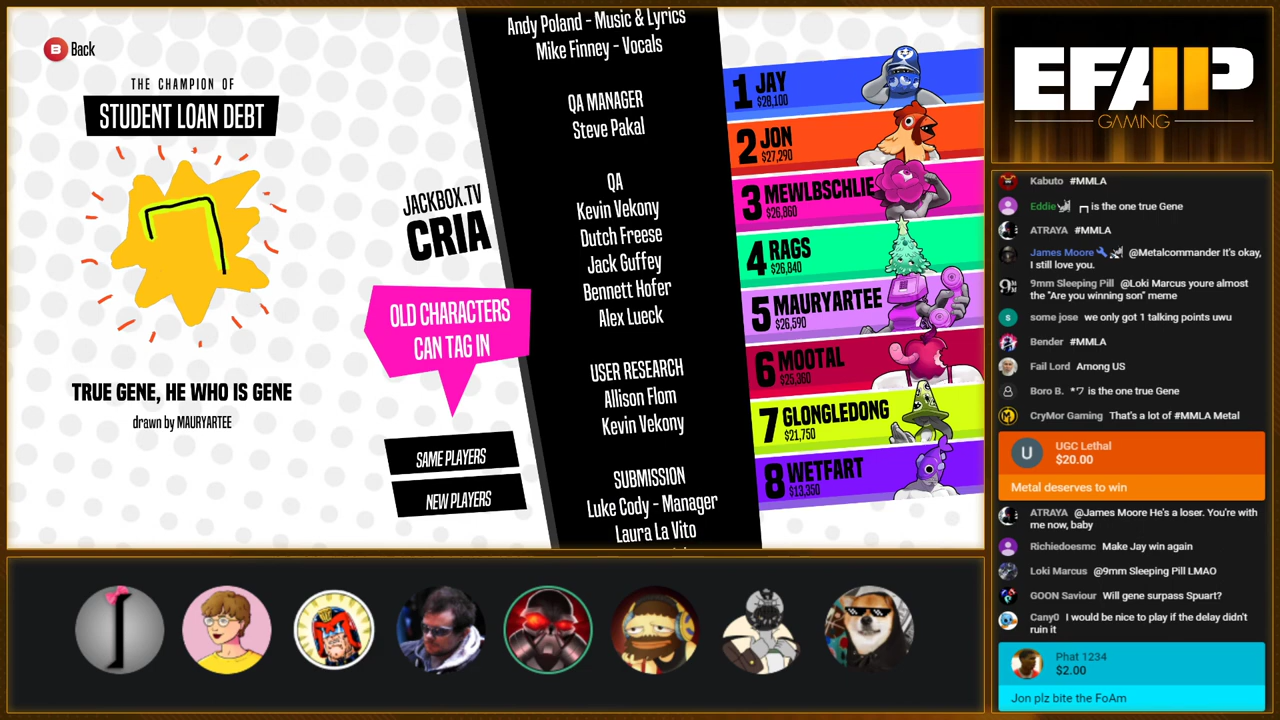 B Back
THE CHAMPION OF
STUDENT LOAN DEBT
TRUE GENE, HE WHO IS GENE
drawn by MAURYARTEE
JACKBOX.TV
CRIA
OLD CHARACTERS
CAN TAG IN
SAME PLAYERS
NEW PLAYERS
Andy Poland - Music & Lyrics
Mike Finney - Vocals
QA MANAGER
Steve Pakal
QA
Kevin Vekony
Dutch Freese
Jack Guffey
Bennett Hofer
Alex Lueck
USER RESEARCH
Allison Flom
Kevin Vekony
SUBMISSION
Luke Cody - Manager
Laura La Vito
1 JAY
$28,100
2 JON
$27,290
3 MEWLBSCHLIE
$26,860
4 RAGS
$26,840
5 MAURYARTEE
$26,590
6 MOOTAL
$25,360
7 GLONGLEDONG
$21,750
8 WETFART
$13,350
EFAP
GAMING
Kabuto #MMLA
Eddie ┌╖ is the one true Gene
ATRAYA #MMLA
James Moore @Metalcommander It's okay,
I still love you.
9mm Sleeping Pill @Loki Marcus youre almost
the "Are you winning son" meme
some jose we only got 1 talking points uwu
Bender #MMLA
Fail Lord Among US
Boro B. *ワ is the one true Gene
CryMor Gaming That's a lot of #MMLA Metal
U UGC Lethal
$20.00
Metal deserves to win
ATRAYA @James Moore He's a loser. You're with
me now, baby
Richiedoesmc Make Jay win again
Loki Marcus @9mm Sleeping Pill LMAO
GOON Saviour Will gene surpass Spuart?
Cany0 I would be nice to play if the delay didn't
ruin it
Phat 1234
$2.00
Jon plz bite the FoAm